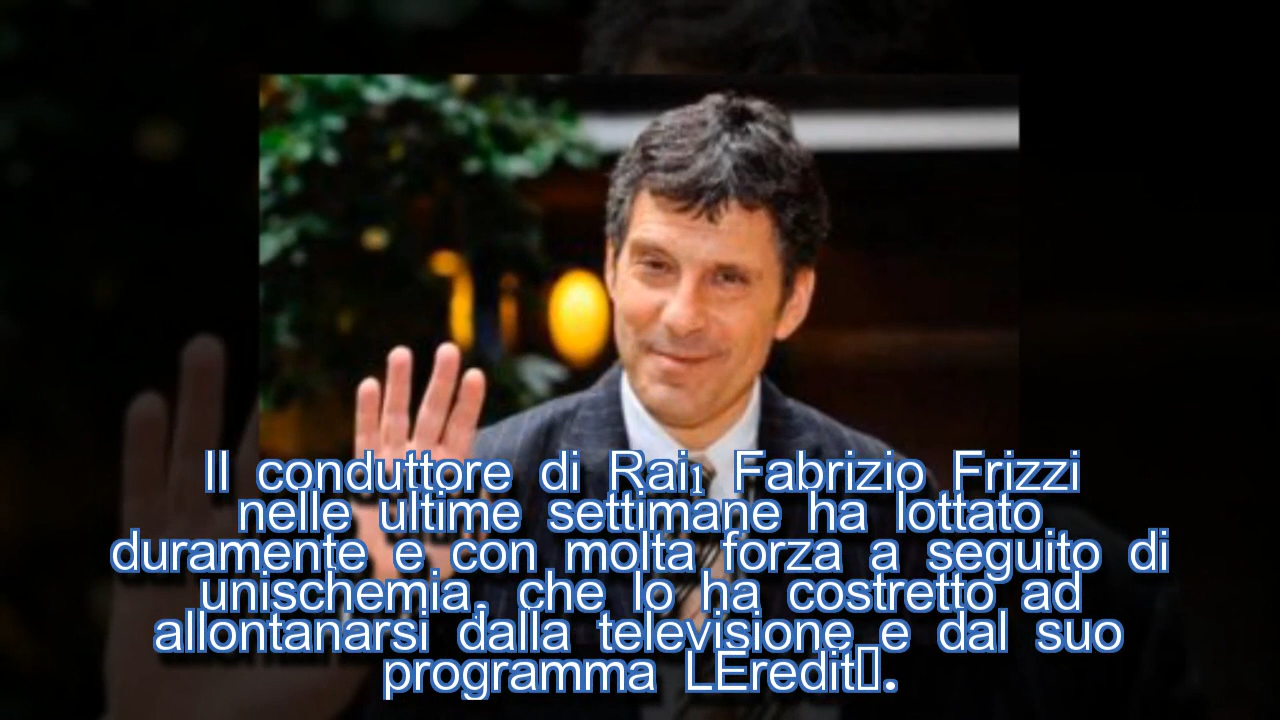 Il conduttore di Rai1 Fabrizio Frizzi
nelle ultime settimane ha lottato
duramente e con molta forza a seguito di
unischemia, che lo ha costretto ad
allontanarsi dalla televisione e dal suo
programma LEredit▯.